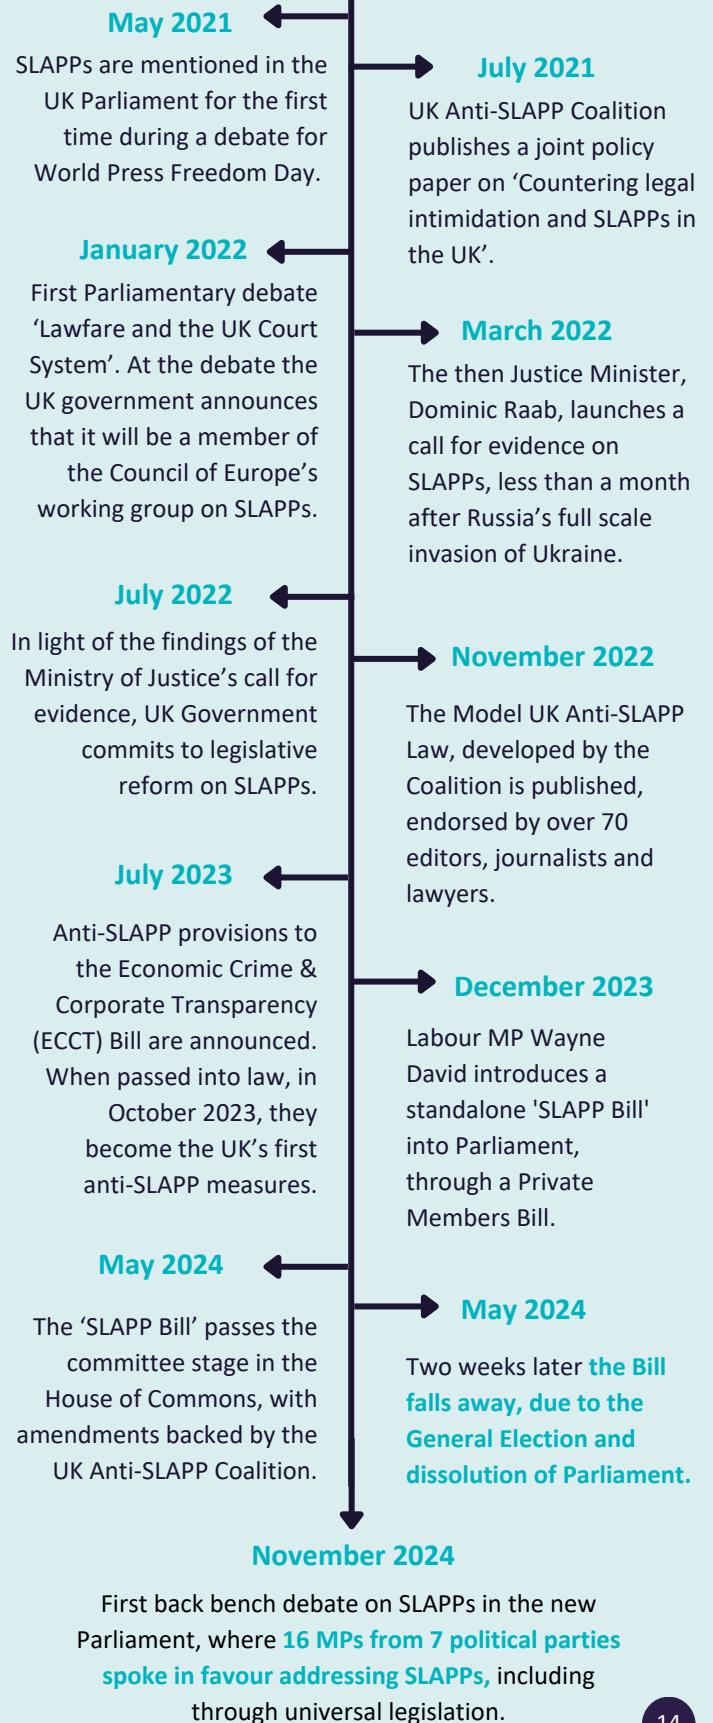 May 2021
SLAPPs are mentioned in the
UK Parliament for the first
time during a debate for
World Press Freedom Day.
July 2021
UK Anti-SLAPP Coalition
publishes a joint policy
paper on ‘Countering legal
intimidation and SLAPPs in
the UK’.
January 2022
First Parliamentary debate
‘Lawfare and the UK Court
System’. At the debate the
UK government announces
that it will be a member of
the Council of Europe’s
working group on SLAPPs.
March 2022
The then Justice Minister,
Dominic Raab, launches a
call for evidence on
SLAPPs, less than a month
after Russia’s full scale
invasion of Ukraine.
July 2022
In light of the findings of the
Ministry of Justice’s call for
evidence, UK Government
commits to legislative
reform on SLAPPs.
November 2022
The Model UK Anti-SLAPP
Law, developed by the
Coalition is published,
endorsed by over 70
editors, journalists and
lawyers.
July 2023
Anti-SLAPP provisions to
the Economic Crime &
Corporate Transparency
(ECCT) Bill are announced.
When passed into law, in
October 2023, they
become the UK’s first
anti-SLAPP measures.
December 2023
Labour MP Wayne
David introduces a
standalone 'SLAPP Bill'
into Parliament,
through a Private
Members Bill.
May 2024
The ‘SLAPP Bill’ passes the
committee stage in the
House of Commons, with
amendments backed by the
UK Anti-SLAPP Coalition.
May 2024
Two weeks later the Bill
falls away, due to the
General Election and
dissolution of Parliament.
November 2024
First back bench debate on SLAPPs in the new
Parliament, where 16 MPs from 7 political parties
spoke in favour addressing SLAPPs, including
through universal legislation.
14